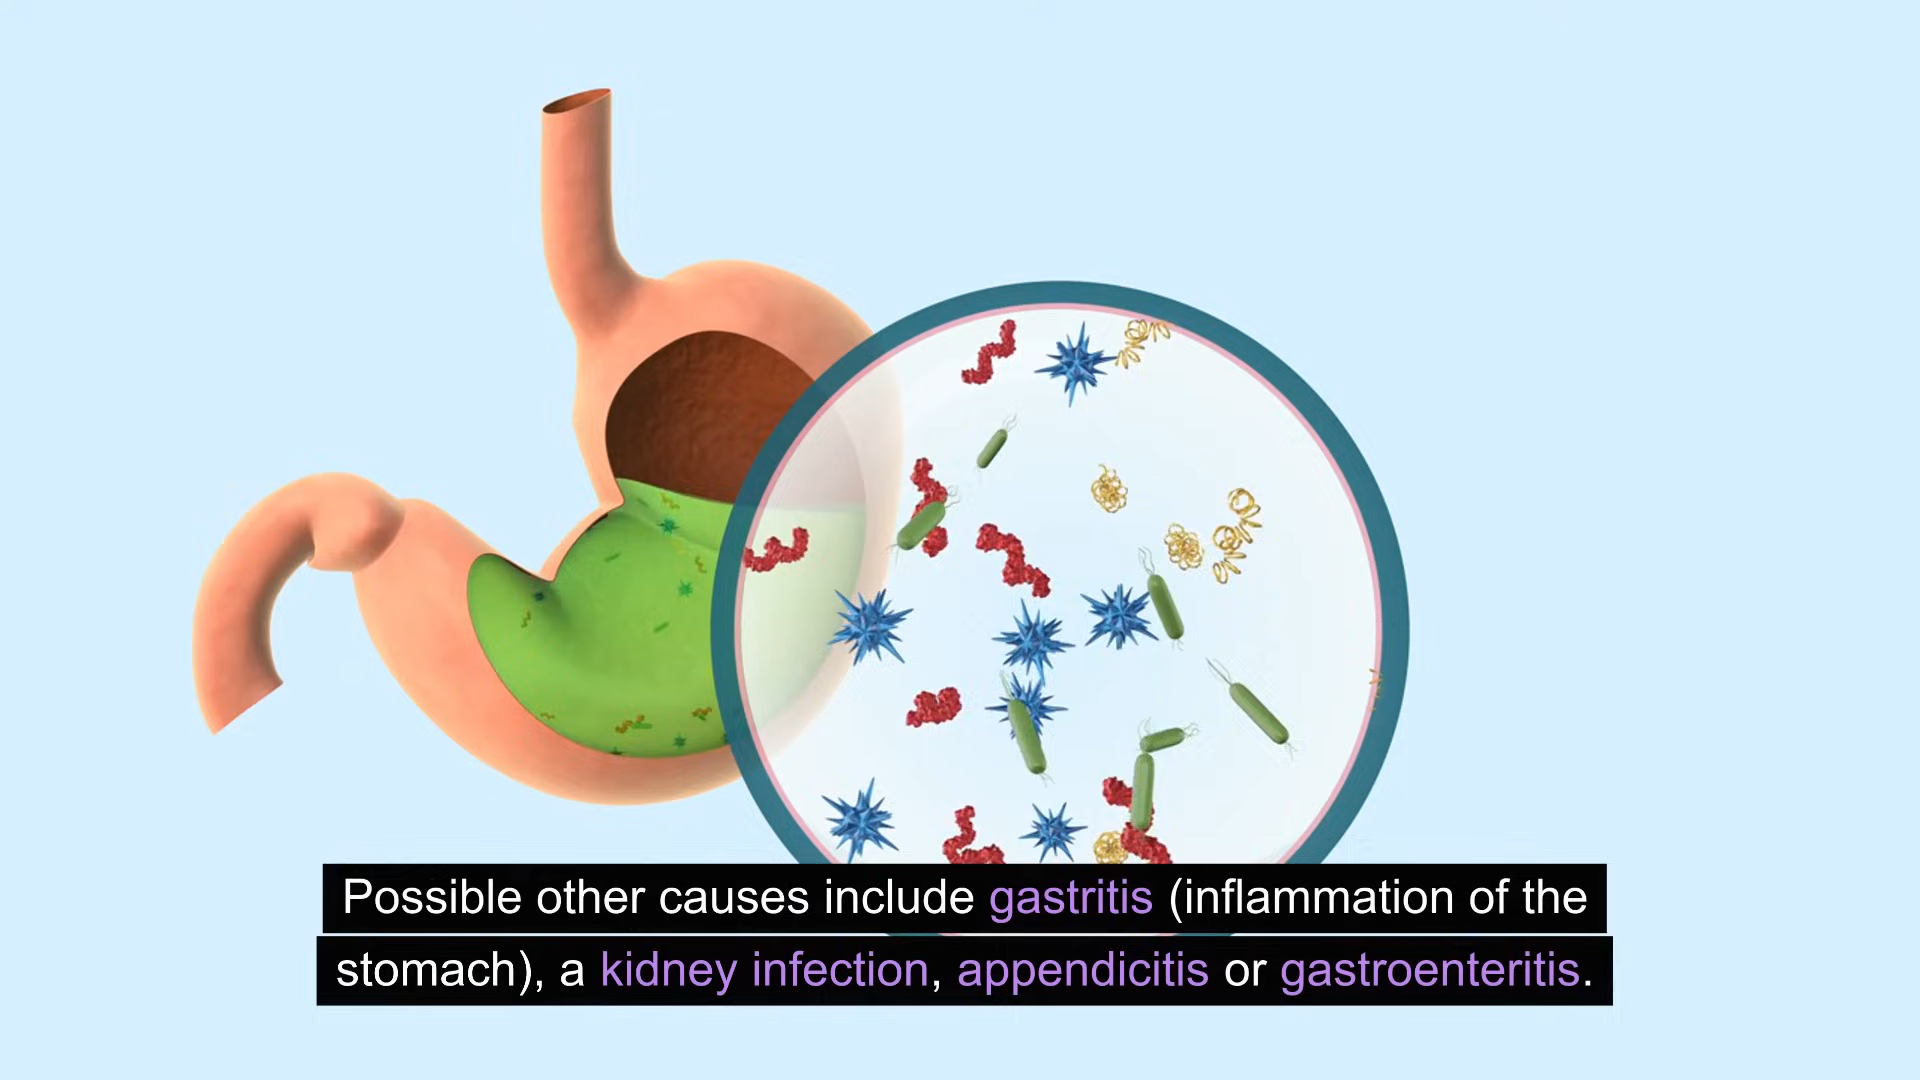 Possible other causes include gastritis (inflammation of the
stomach), a kidney infection, appendicitis or gastroenteritis.